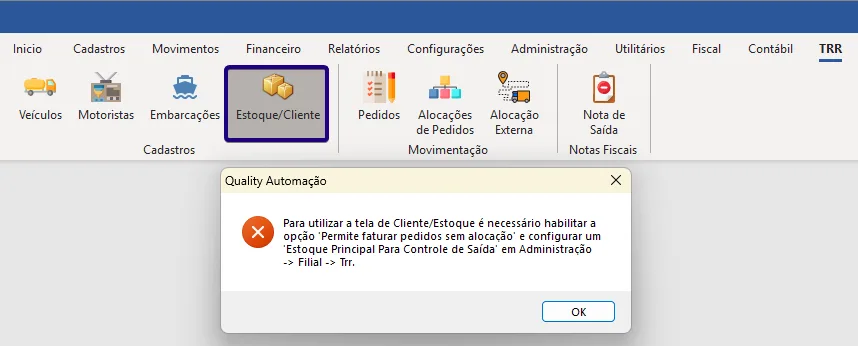 Inicio Cadastros Movimentos Financeiro Relatórios Configurações Administração Utilitários Fiscal Contábil TRR
Veículos Motoristas Embarcações Estoque/Cliente Pedidos Alocações de Pedidos Alocação Externa Nota de Saída
Cadastros Movimentação Notas Fiscais
Quality Automação
Para utilizar a tela de Cliente/Estoque é necessário habilitar a
opção 'Permite faturar pedidos sem alocação' e configurar um
'Estoque Principal Para Controle de Saída' em Administração
-> Filial -> Trr.
OK